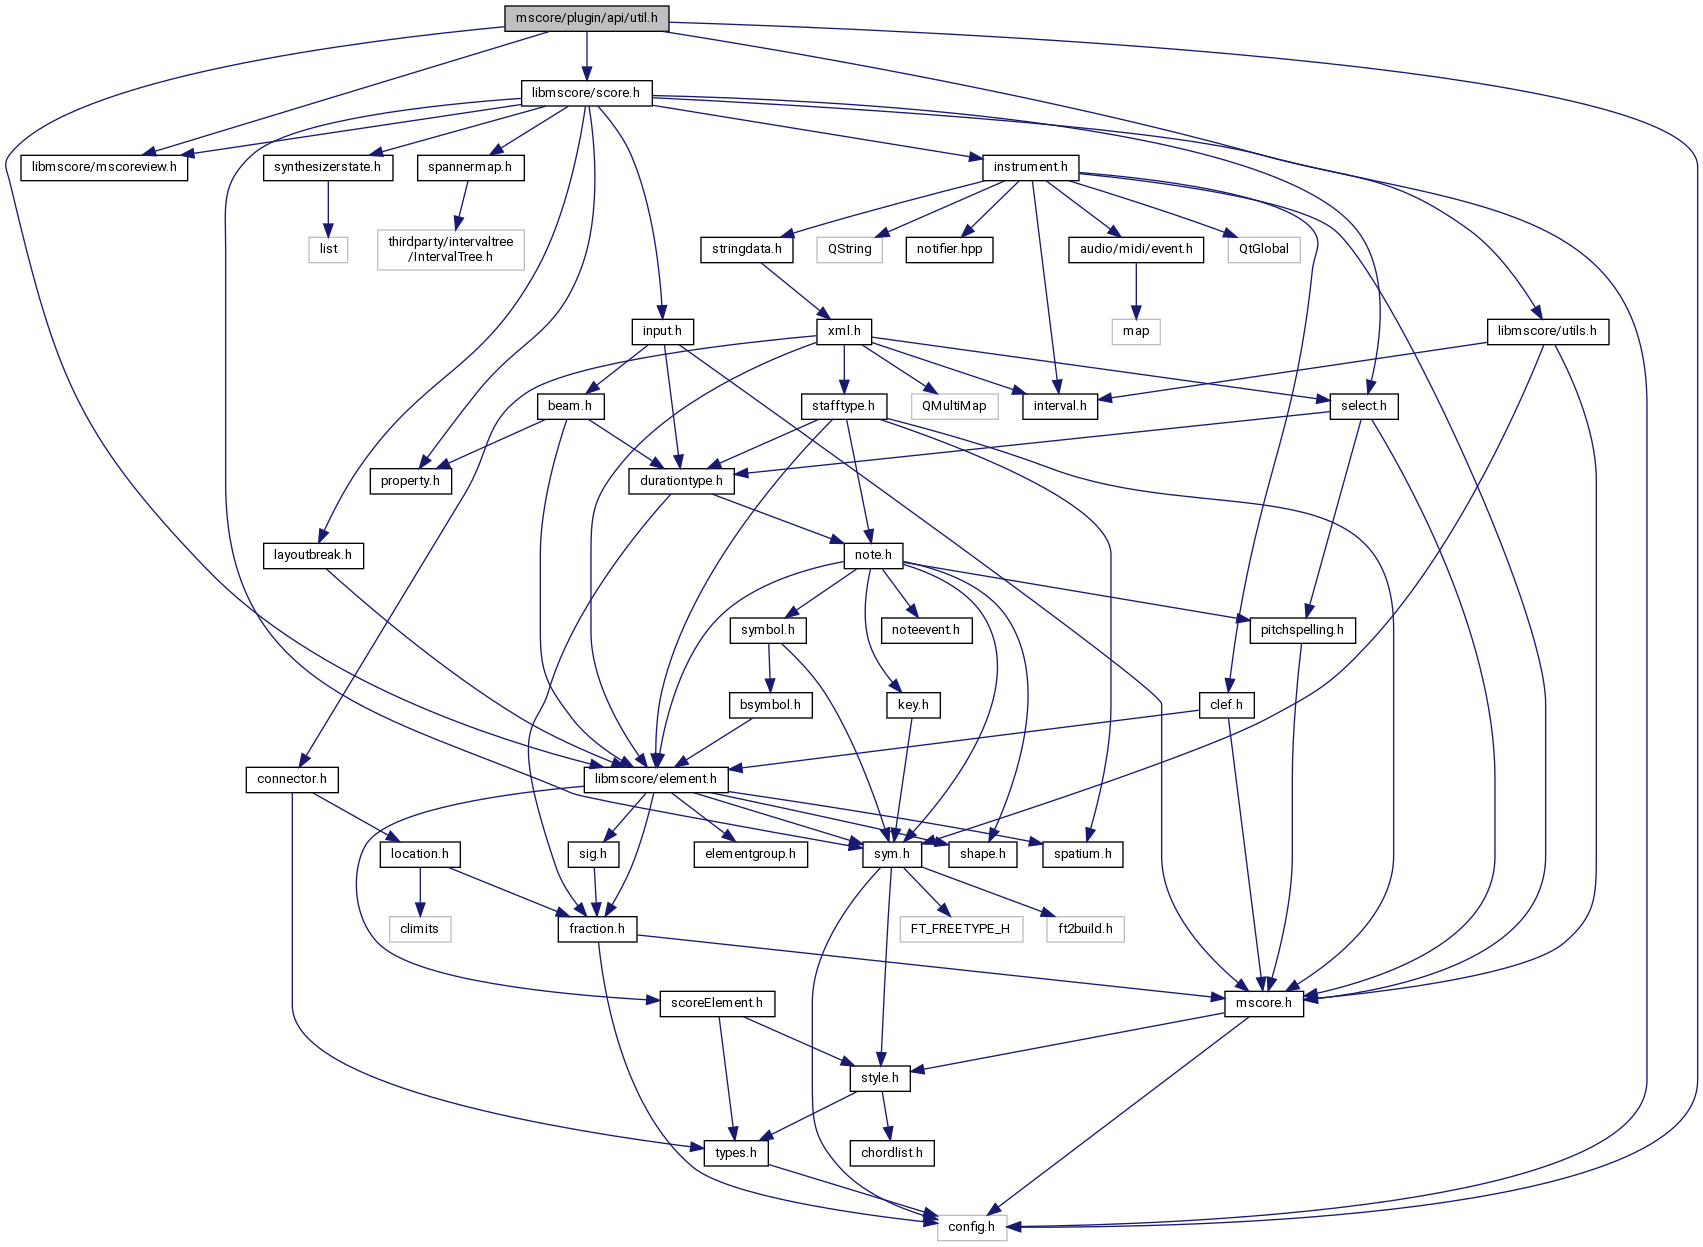 mscore/plugin/api/util.h
libmscore/score.h
libmscore/mscoreview.h
synthesizerstate.h
spannermap.h
instrument.h
list
thirdparty/intervaltree
/IntervalTree.h
stringdata.h
QString
notifier.hpp
audio/midi/event.h
QtGlobal
input.h
xml.h
map
libmscore/utils.h
beam.h
stafftype.h
QMultiMap
interval.h
select.h
property.h
durationtype.h
layoutbreak.h
note.h
symbol.h
noteevent.h
pitchspelling.h
bsymbol.h
key.h
clef.h
connector.h
libmscore/element.h
location.h
sig.h
elementgroup.h
sym.h
shape.h
spatium.h
climits
fraction.h
FT_FREETYPE_H
ft2build.h
scoreElement.h
mscore.h
style.h
types.h
chordlist.h
config.h